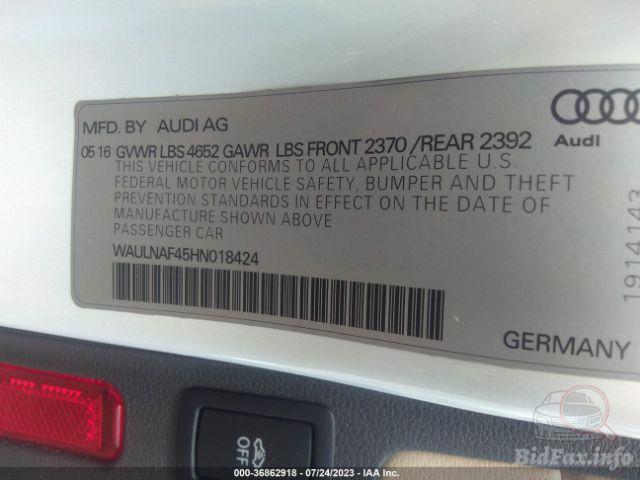 MFD. BY AUDI AG
05 16 GVWR LBS 4652 GAWR LBS FRONT 2370 /REAR 2392
THIS VEHICLE CONFORMS TO ALL APPLICABLE U.S.
FEDERAL MOTOR VEHICLE SAFETY, BUMPER AND THEFT
PREVENTION STANDARDS IN EFFECT ON THE DATE OF
MANUFACTURE SHOWN ABOVE
PASSENGER CAR
WAULNAF45HN018424
Audi
19141143
GERMANY
OFF
000-36862918 - 07/24/2023 - IAA Inc.
BidFax.info